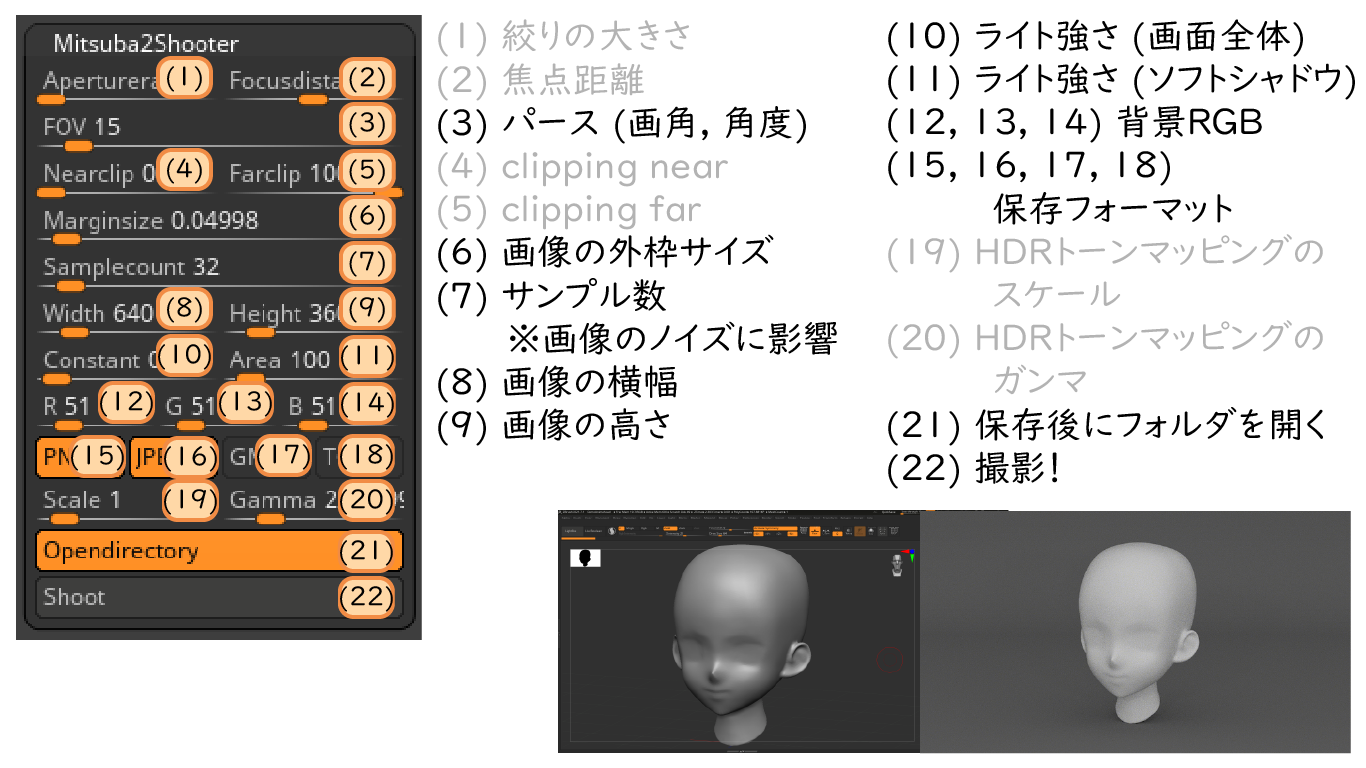 Mitsuba2Shooter
(1)
(2)
FOV 15 (3)
Nearclip (4) Farclip (5)
Marginsize 0.04998 (6)
Samplecount 32 (7)
Width 640 (8) Height (9)
Constant (10) Area 100 (11)
R 51 (12) G 51 (13) B 51 (14)
(15) (16) (17) (18)
Scale 1 (19) Gamma (20)
Opendirectory (21)
Shoot (22)
(1) 絞りの大きさ
(2) 焦点距離
(3) パース (画角, 角度)
(4) clipping near
(5) clipping far
(6) 画像の外枠サイズ
(7) サンプル数
※画像のノイズに影響
(8) 画像の横幅
(9) 画像の高さ
(10) ライト強さ (画面全体)
(11) ライト強さ (ソフトシャドウ)
(12, 13, 14) 背景RGB
(15, 16, 17, 18)
保存フォーマット
(19) HDRトーンマッピングの
スケール
(20) HDRトーンマッピングの
ガンマ
(21) 保存後にフォルダを開く
(22) 撮影!